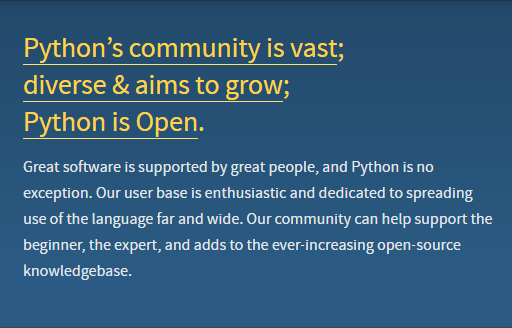 Python’s community is vast;
diverse & aims to grow;
Python is Open.
Great software is supported by great people, and Python is no
exception. Our user base is enthusiastic and dedicated to spreading
use of the language far and wide. Our community can help support the
beginner, the expert, and adds to the ever-increasing open-source
knowledgebase.